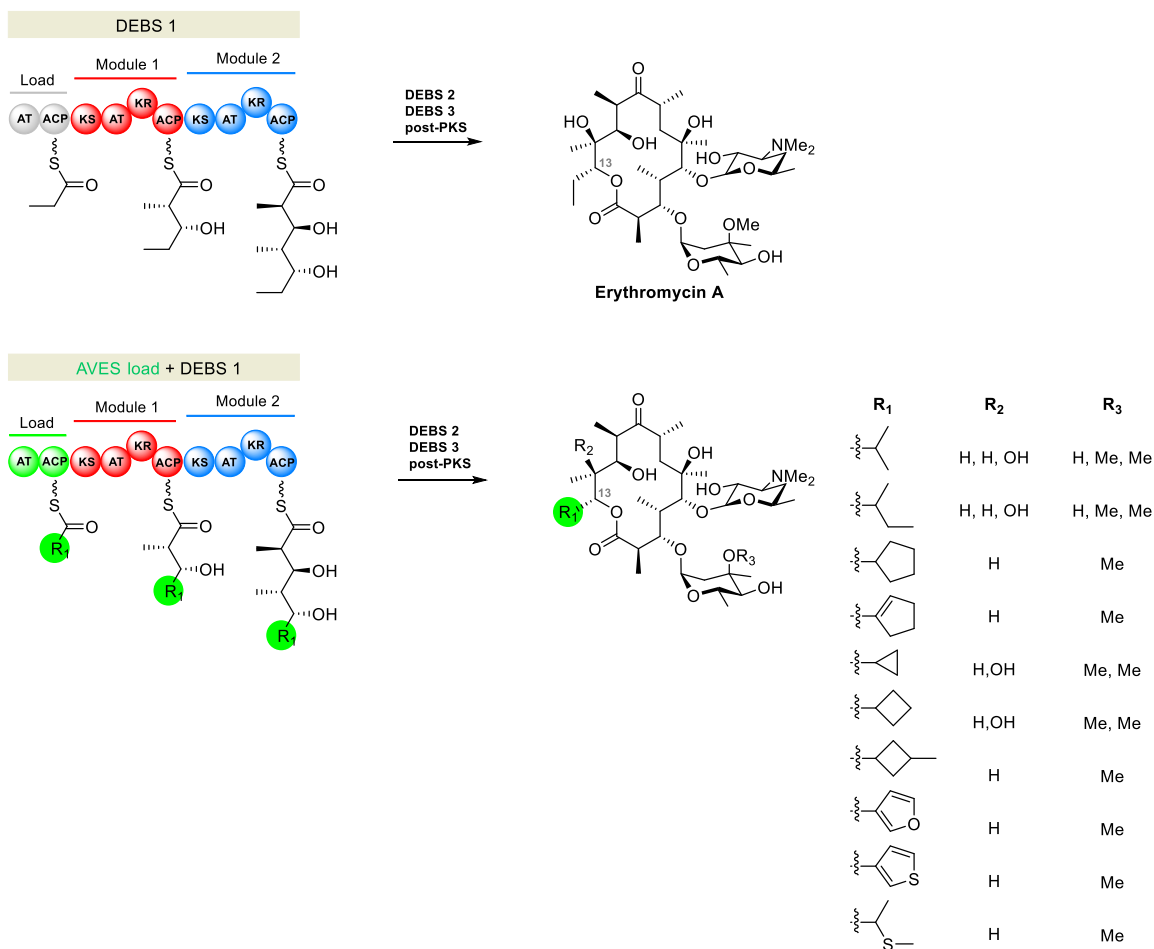 DEBS 1
Load
Module 1
Module 2
AT ACP KS AT KR ACP KS AT KR ACP
S
O
S
O
OH
S
O
OH
OH
DEBS 2
DEBS 3
post-PKS
O
HO
OH
OH
13
O
O
HO
NMe2
O
O
O
OMe
O
OH
Erythromycin A
AVES load + DEBS 1
Load
Module 1
Module 2
AT ACP KS AT KR ACP KS AT KR ACP
S
O
R1
S
O
OH
R1
S
O
OH
OH
R1
DEBS 2
DEBS 3
post-PKS
O
R2
OH
OH
13
R1
O
O
HO
NMe2
O
O
O
OR3
O
OH
R1 R2 R3
H, H, OH H, Me, Me
H, H, OH H, Me, Me
H Me
H Me
H,OH Me, Me
H,OH Me, Me
H Me
O H Me
S H Me
S H Me